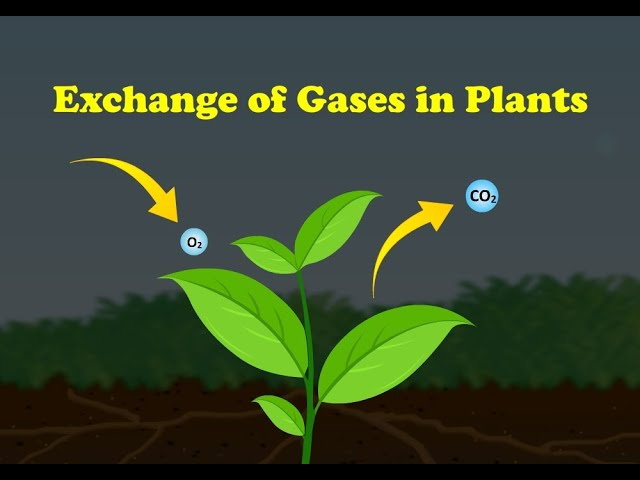 Exchange of Gases in Plants
CO₂
O₂